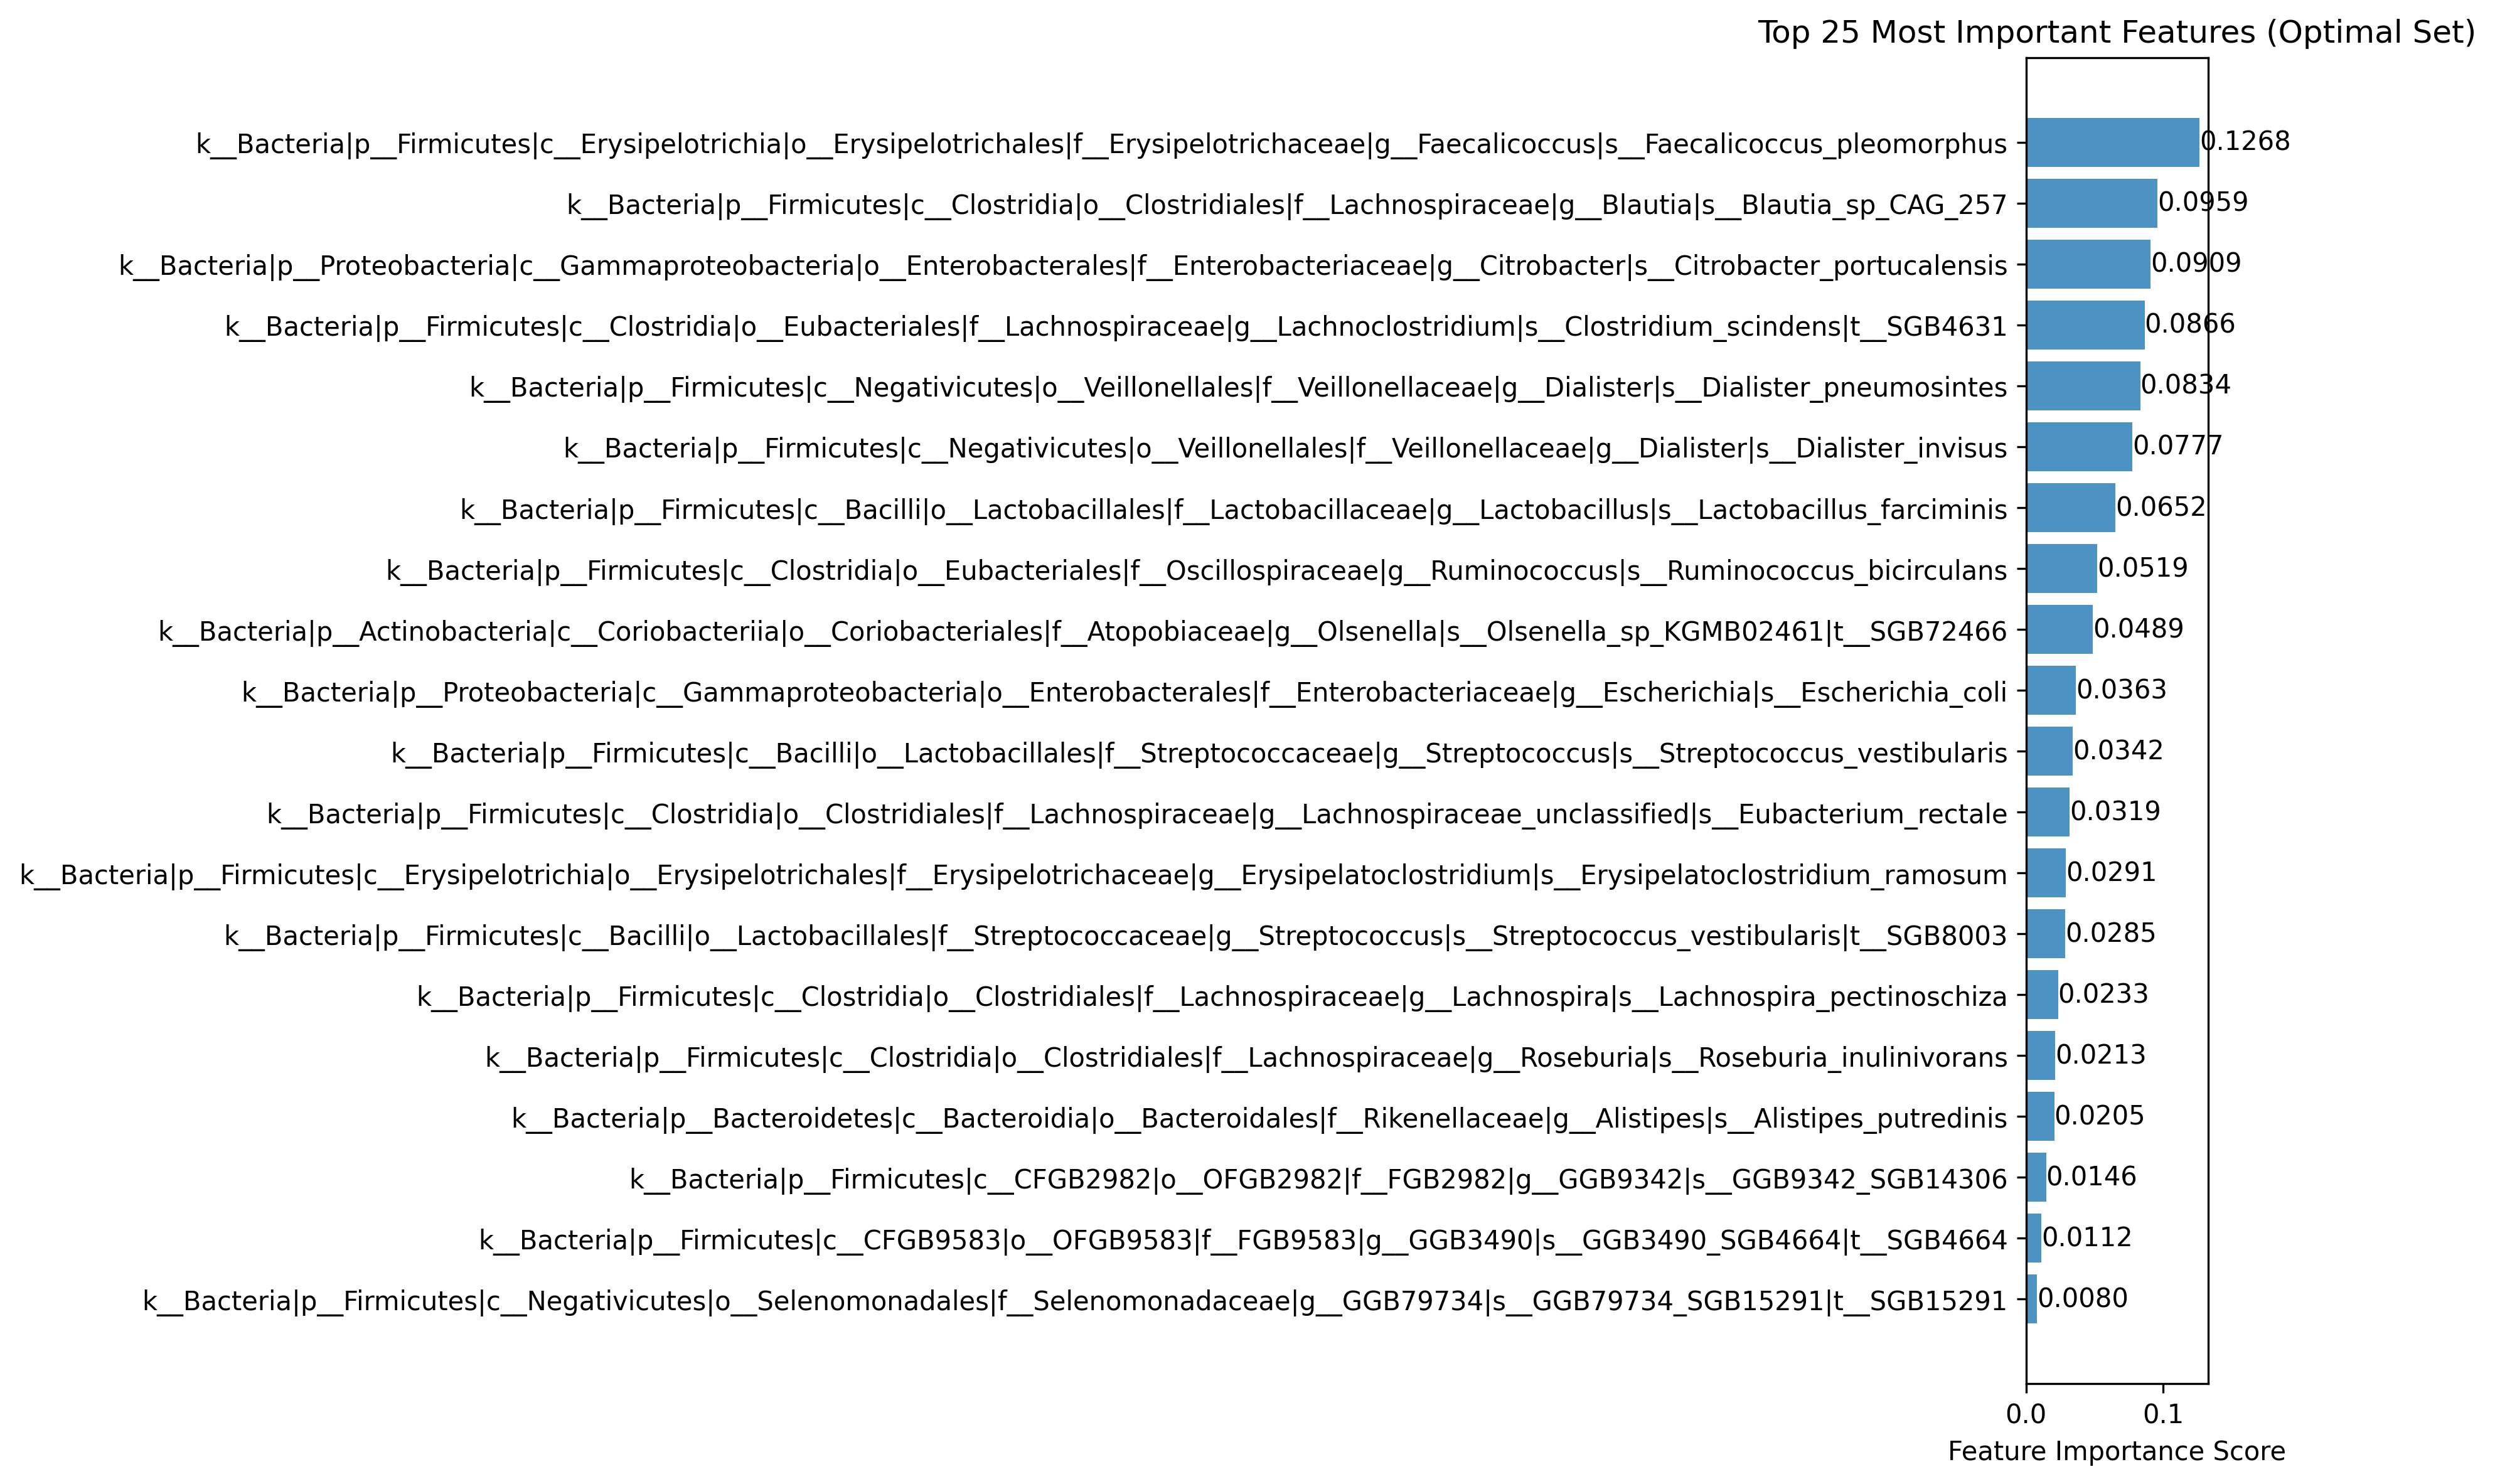 Top 25 Most Important Features (Optimal Set)
k__Bacteria|p__Firmicutes|c__Erysipelotrichia|o__Erysipelotrichales|f__Erysipelotrichaceae|g__Faecalicoccus|s__Faecalicoccus_pleomorphus 0.1268
k__Bacteria|p__Firmicutes|c__Clostridia|o__Clostridiales|f__Lachnospiraceae|g__Blautia|s__Blautia_sp_CAG_257 0.0959
k__Bacteria|p__Proteobacteria|c__Gammaproteobacteria|o__Enterobacterales|f__Enterobacteriaceae|g__Citrobacter|s__Citrobacter_portucalensis 0.0909
k__Bacteria|p__Firmicutes|c__Clostridia|o__Eubacteriales|f__Lachnospiraceae|g__Lachnoclostridium|s__Clostridium_scindens|t__SGB4631 0.0866
k__Bacteria|p__Firmicutes|c__Negativicutes|o__Veillonellales|f__Veillonellaceae|g__Dialister|s__Dialister_pneumosintes 0.0834
k__Bacteria|p__Firmicutes|c__Negativicutes|o__Veillonellales|f__Veillonellaceae|g__Dialister|s__Dialister_invisus 0.0777
k__Bacteria|p__Firmicutes|c__Bacilli|o__Lactobacillales|f__Lactobacillaceae|g__Lactobacillus|s__Lactobacillus_farciminis 0.0652
k__Bacteria|p__Firmicutes|c__Clostridia|o__Eubacteriales|f__Oscillospiraceae|g__Ruminococcus|s__Ruminococcus_bicirculans 0.0519
k__Bacteria|p__Actinobacteria|c__Coriobacteriia|o__Coriobacteriales|f__Atopobiaceae|g__Olsenella|s__Olsenella_sp_KGMB02461|t__SGB72466 0.0489
k__Bacteria|p__Proteobacteria|c__Gammaproteobacteria|o__Enterobacterales|f__Enterobacteriaceae|g__Escherichia|s__Escherichia_coli 0.0363
k__Bacteria|p__Firmicutes|c__Bacilli|o__Lactobacillales|f__Streptococcaceae|g__Streptococcus|s__Streptococcus_vestibularis 0.0342
k__Bacteria|p__Firmicutes|c__Clostridia|o__Clostridiales|f__Lachnospiraceae|g__Lachnospiraceae_unclassified|s__Eubacterium_rectale 0.0319
k__Bacteria|p__Firmicutes|c__Erysipelotrichia|o__Erysipelotrichales|f__Erysipelotrichaceae|g__Erysipelatoclostridium|s__Erysipelatoclostridium_ramosum 0.0291
k__Bacteria|p__Firmicutes|c__Bacilli|o__Lactobacillales|f__Streptococcaceae|g__Streptococcus|s__Streptococcus_vestibularis|t__SGB8003 0.0285
k__Bacteria|p__Firmicutes|c__Clostridia|o__Clostridiales|f__Lachnospiraceae|g__Lachnospira|s__Lachnospira_pectinoschiza 0.0233
k__Bacteria|p__Firmicutes|c__Clostridia|o__Clostridiales|f__Lachnospiraceae|g__Roseburia|s__Roseburia_inulinivorans 0.0213
k__Bacteria|p__Bacteroidetes|c__Bacteroidia|o__Bacteroidales|f__Rikenellaceae|g__Alistipes|s__Alistipes_putredinis 0.0205
k__Bacteria|p__Firmicutes|c__CFGB2982|o__OFGB2982|f__FGB2982|g__GGB9342|s__GGB9342_SGB14306 0.0146
k__Bacteria|p__Firmicutes|c__CFGB9583|o__OFGB9583|f__FGB9583|g__GGB3490|s__GGB3490_SGB4664|t__SGB4664 0.0112
k__Bacteria|p__Firmicutes|c__Negativicutes|o__Selenomonadales|f__Selenomonadaceae|g__GGB79734|s__GGB79734_SGB15291|t__SGB15291 0.0080
0.0 0.1
Feature Importance Score